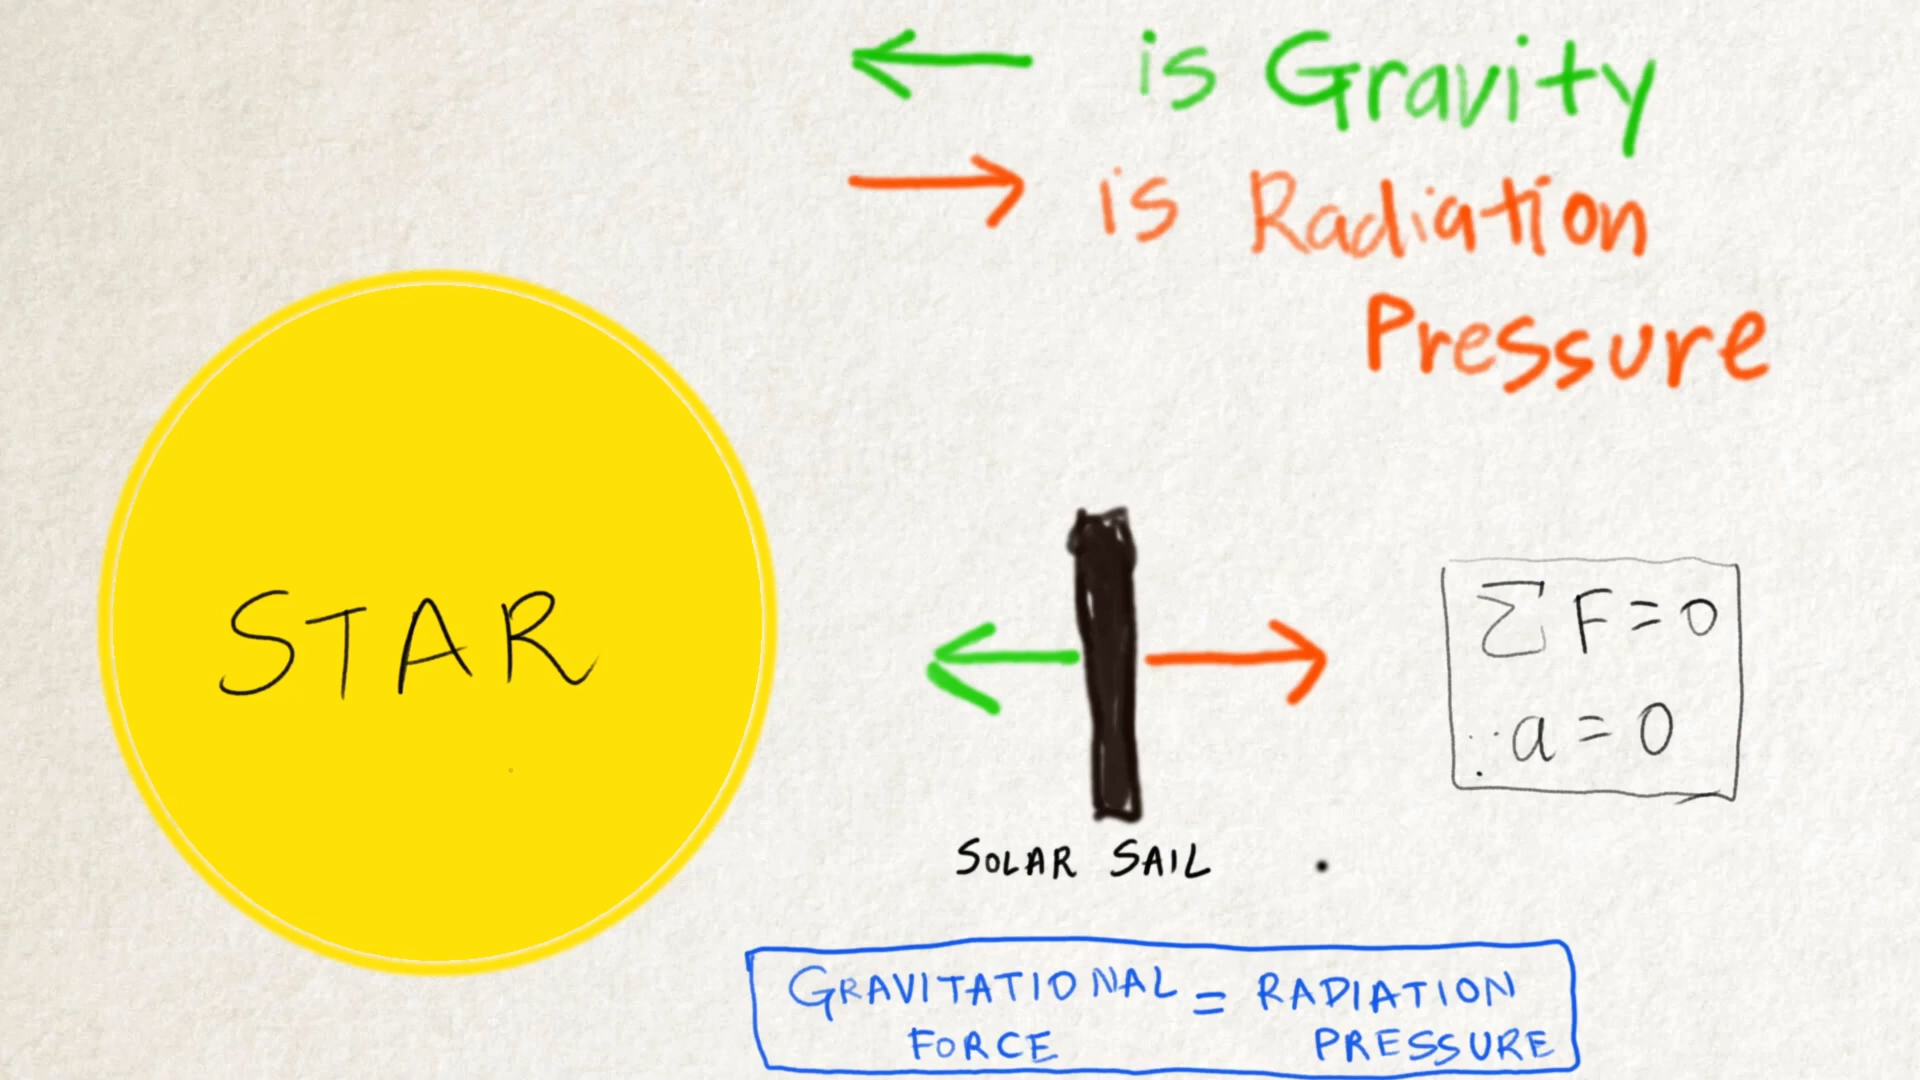 is Gravity
is Radiation
Pressure
STAR
ΣF=0
∴a=0
SOLAR SAIL
GRAVITATIONAL = RADIATION
FORCE PRESSURE